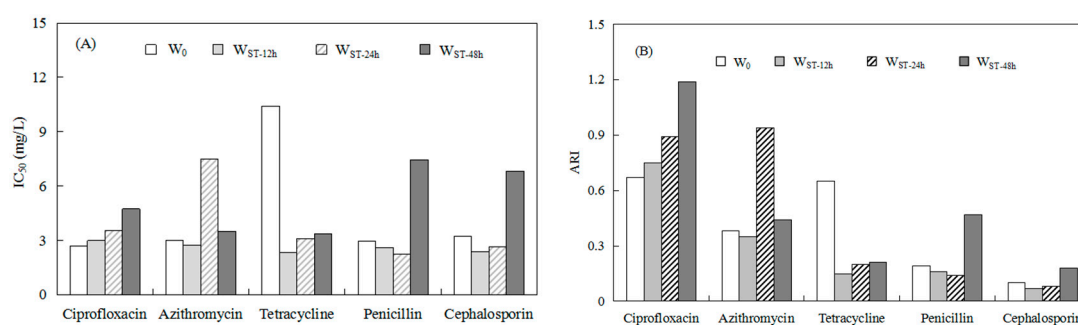 (A)
W0 WST-12h WST-24h WST-48h
IC50 (mg/L)
15
12
9
6
3
0
Ciprofloxacin Azithromycin Tetracycline Penicillin Cephalosporin
(B)
W0 WST-12h WST-24h WST-48h
ARI
1.5
1.2
0.9
0.6
0.3
0
Ciprofloxacin Azithromycin Tetracycline Penicillin Cephalosporin